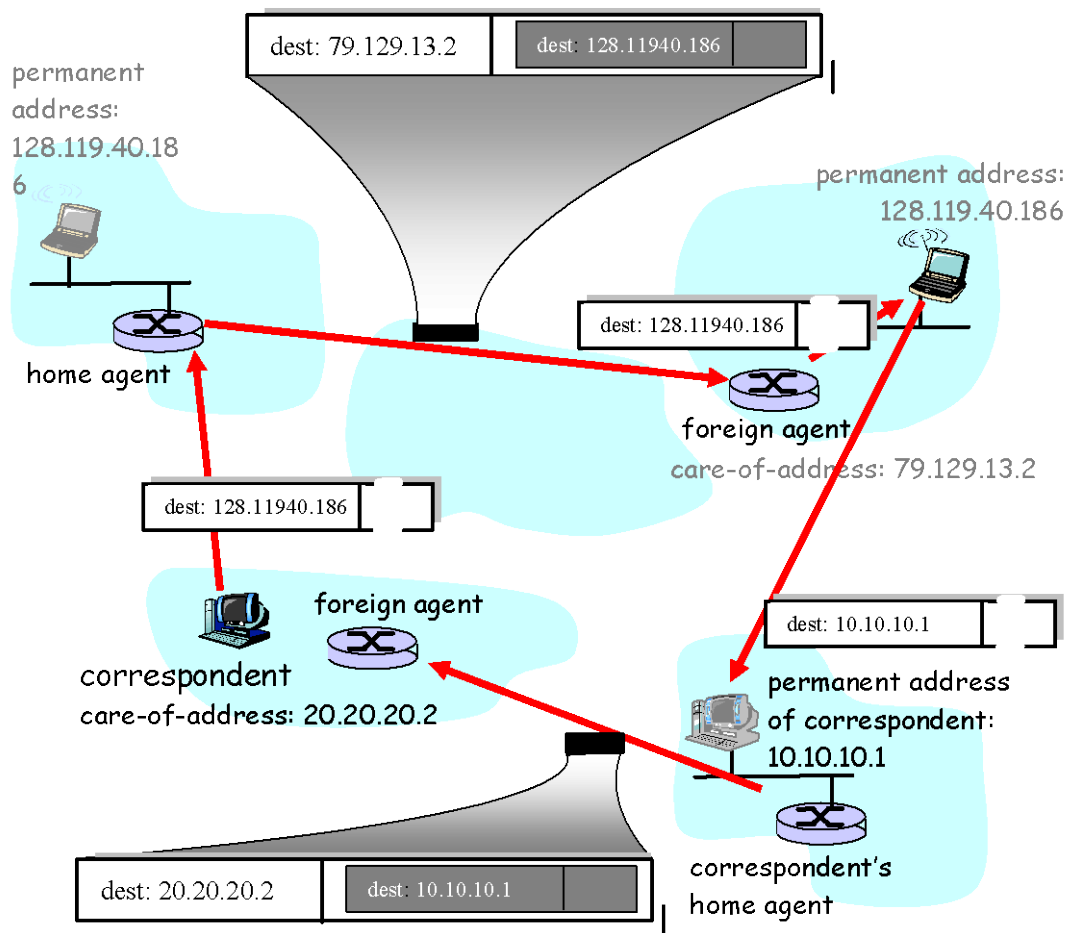 dest: 79.129.13.2
dest: 128.11940.186
permanent
address:
128.119.40.18
6
permanent address:
128.119.40.186
dest: 128.11940.186
home agent
foreign agent
care-of-address: 79.129.13.2
dest: 128.11940.186
foreign agent
dest: 10.10.10.1
correspondent
care-of-address: 20.20.20.2
permanent address
of correspondent:
10.10.10.1
correspondent's
home agent
dest: 20.20.20.2
dest: 10.10.10.1